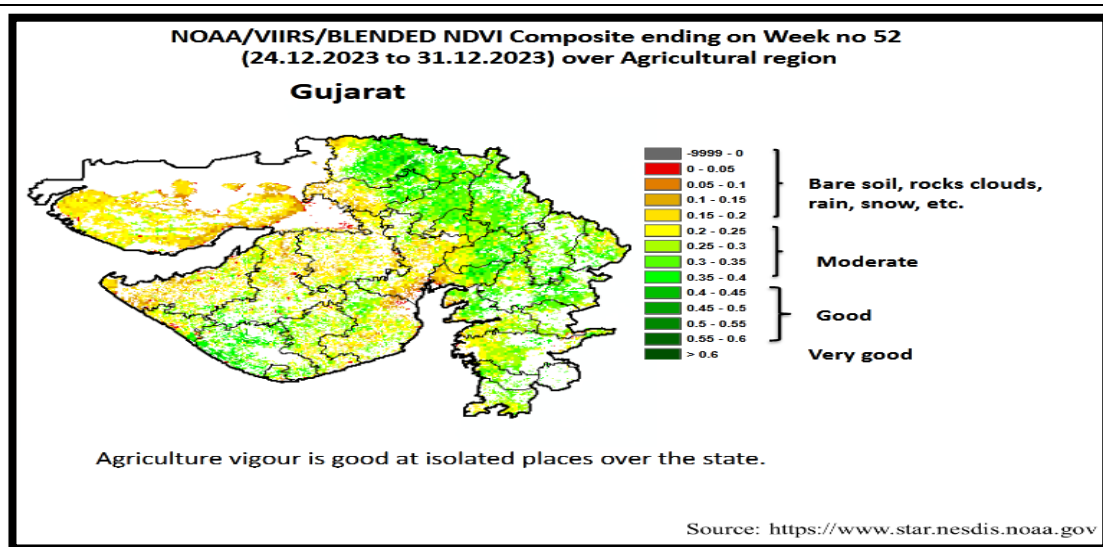 NOAA/VIIRS/BLENDED NDVI Composite ending on Week no 52
(24.12.2023 to 31.12.2023) over Agricultural region
Gujarat
-9999 - 0
0 - 0.05
0.05 - 0.1
0.1 - 0.15
0.15 - 0.2
0.2 - 0.25
0.25 - 0.3
0.3 - 0.35
0.35 - 0.4
0.4 - 0.45
0.45 - 0.5
0.5 - 0.55
0.55 - 0.6
> 0.6
Bare soil, rocks clouds,
rain, snow, etc.
Moderate
Good
Very good
Agriculture vigour is good at isolated places over the state.
Source: https://www.star.nesdis.noaa.gov